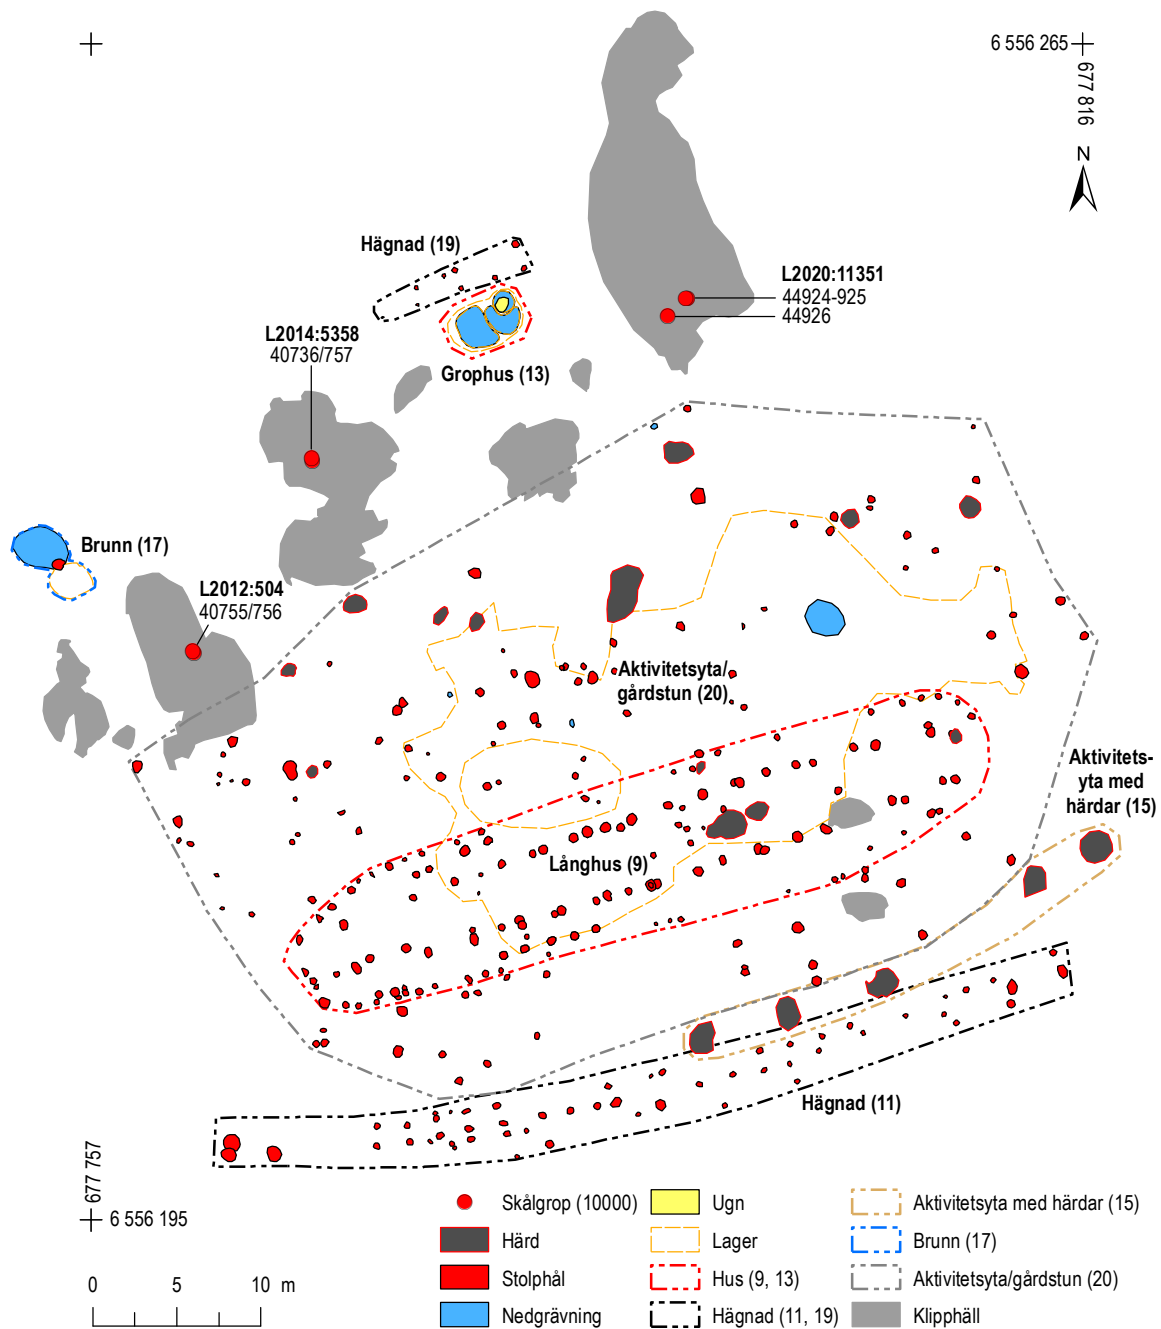 6 556 265
677 816
N
Hägnad (19)
L2020:11351
44924-925
44926
L2014:5358
40736/757
Grophus (13)
Brunn (17)
L2012:504
40755/756
Aktivitetsyta/
gårdstun (20)
Aktivitets-
yta med
härdar (15)
Långhus (9)
Hägnad (11)
677 757
6 556 195
0 5 10 m
Skålgrop (10000)
Härd
Stolphål
Nedgrävning
Ugn
Lager
Hus (9, 13)
Hägnad (11, 19)
Aktivitetsyta med härdar (15)
Brunn (17)
Aktivitetsyta/gårdstun (20)
Klipphäll